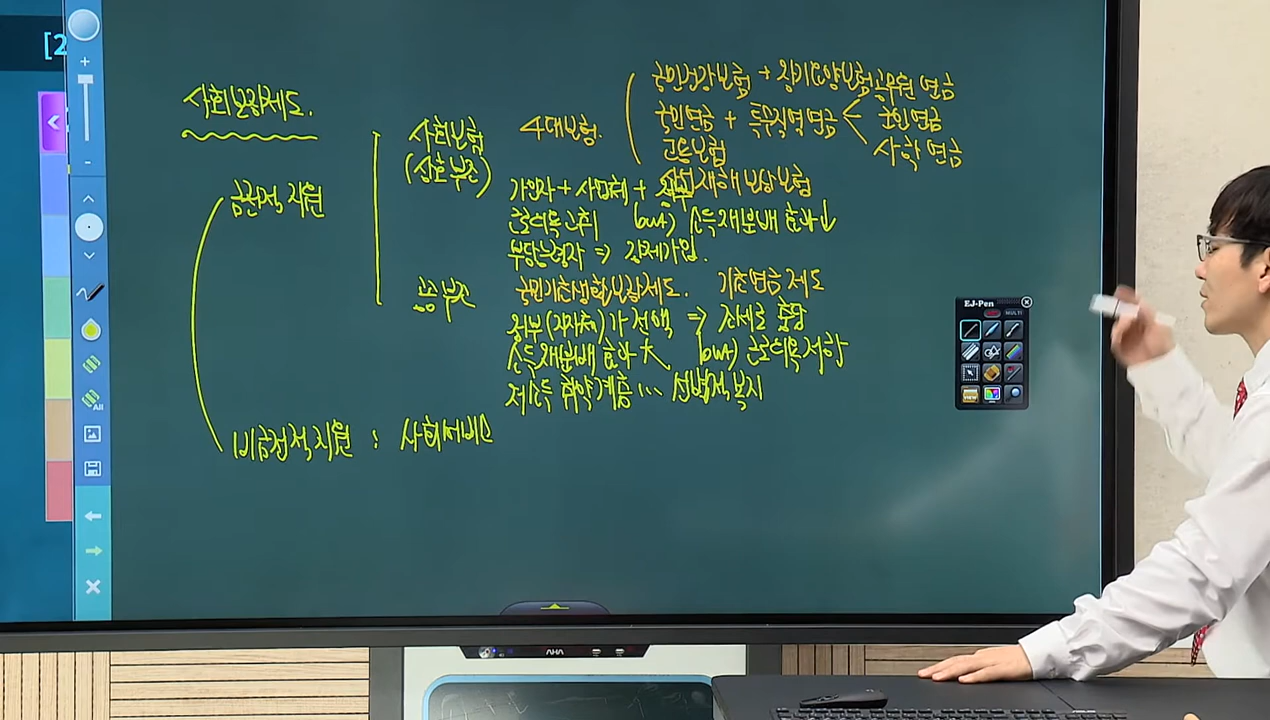 [2
사회보장제도.
금전적 지원
사회보험
(상호부조)
4대보험.
국민건강보험 + 장기요양보험
국민연금 + 특수직역연금 <
공무원 연금
군인연금
사학연금
고용보험
산업재해보상보험
가입자 + 사업체 + 정부
근로의욕 고취 but) 소득재분배 효과↓
부담능력자 => 강제가입.
공공부조
국민기초생활보장제도. 기초연금 제도
정부(지자체)가 전액 => 조세로 충당
소득재분배 효과 大 but) 근로의욕저하
저소득 취약계층... 선별적 복지
비금전적 지원 : 사회서비스
EJ-Pen
MULTI
All
AHA